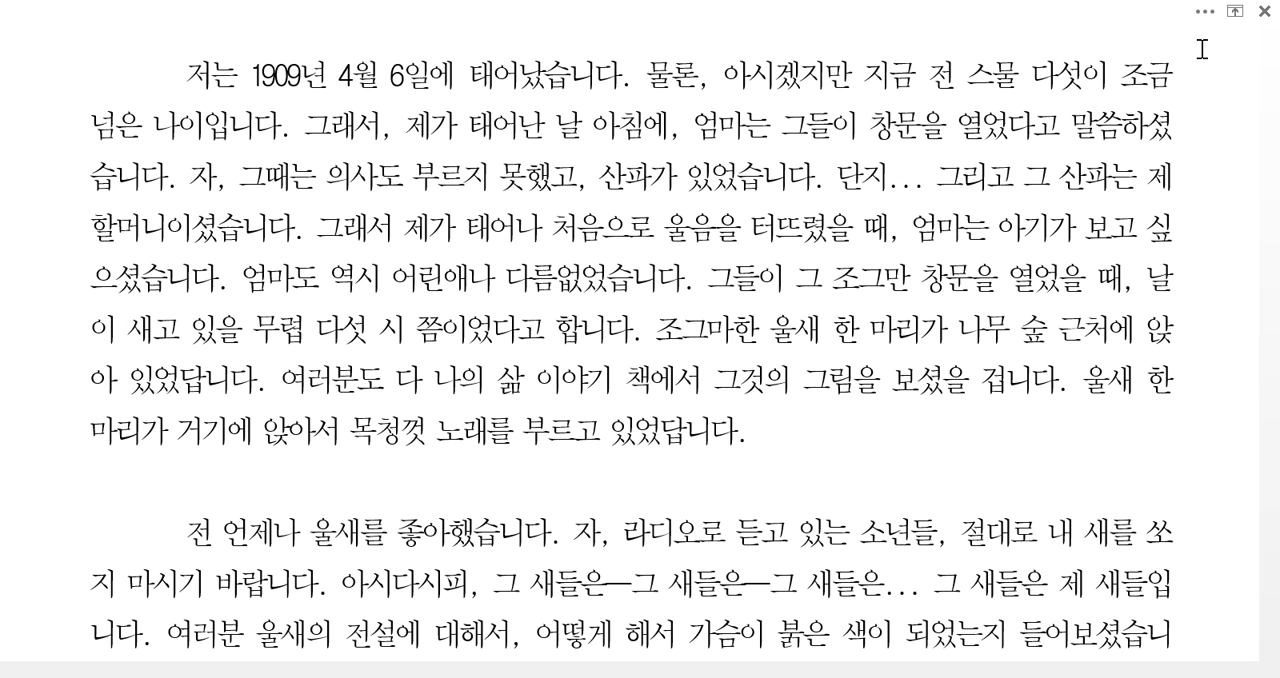 저는 1909년 4월 6일에 태어났습니다. 물론, 아시겠지만 지금 전 스물 다섯이 조금
넘은 나이입니다. 그래서, 제가 태어난 날 아침에, 엄마는 그들이 창문을 열었다고 말씀하셨
습니다. 자, 그때는 의사도 부르지 못했고, 산파가 있었습니다. 단지... 그리고 그 산파는 제
할머니이셨습니다. 그래서 제가 태어나 처음으로 울음을 터뜨렸을 때, 엄마는 아기가 보고 싶
으셨습니다. 엄마도 역시 어린애나 다름없었습니다. 그들이 그 조그만 창문을 열었을 때, 날
이 새고 있을 무렵 다섯 시 쯤이었다고 합니다. 조그마한 울새 한 마리가 나무 숲 근처에 앉
아 있었답니다. 여러분도 다 나의 삶 이야기 책에서 그것의 그림을 보셨을 겁니다. 울새 한
마리가 거기에 앉아서 목청껏 노래를 부르고 있었답니다.
전 언제나 울새를 좋아했습니다. 자, 라디오로 듣고 있는 소년들, 절대로 내 새를 쏘
지 마시기 바랍니다. 아시다시피, 그 새들은—그 새들은—그 새들은... 그 새들은 제 새들입
니다. 여러분 울새의 전설에 대해서, 어떻게 해서 가슴이 붉은 색이 되었는지 들어보셨습니